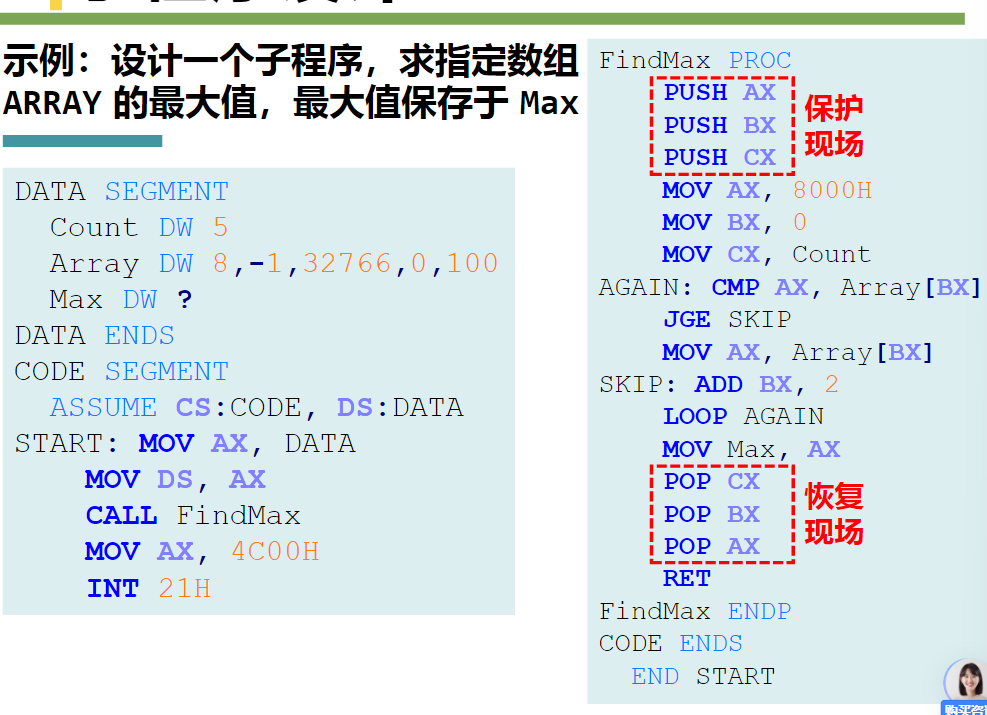 示例：设计一个子程序，求指定数组
ARRAY 的最大值，最大值保存于 Max
DATA SEGMENT
Count DW 5
Array DW 8,-1,32766,0,100
Max DW ?
DATA ENDS
CODE SEGMENT
ASSUME CS:CODE, DS:DATA
START: MOV AX, DATA
MOV DS, AX
CALL FindMax
MOV AX, 4C00H
INT 21H
FindMax PROC
PUSH AX
PUSH BX
PUSH CX
保护
现场
MOV AX, 8000H
MOV BX, 0
MOV CX, Count
AGAIN: CMP AX, Array[BX]
JGE SKIP
MOV AX, Array[BX]
SKIP: ADD BX, 2
LOOP AGAIN
MOV Max, AX
POP CX
POP BX
POP AX
恢复
现场
RET
FindMax ENDP
CODE ENDS
END START